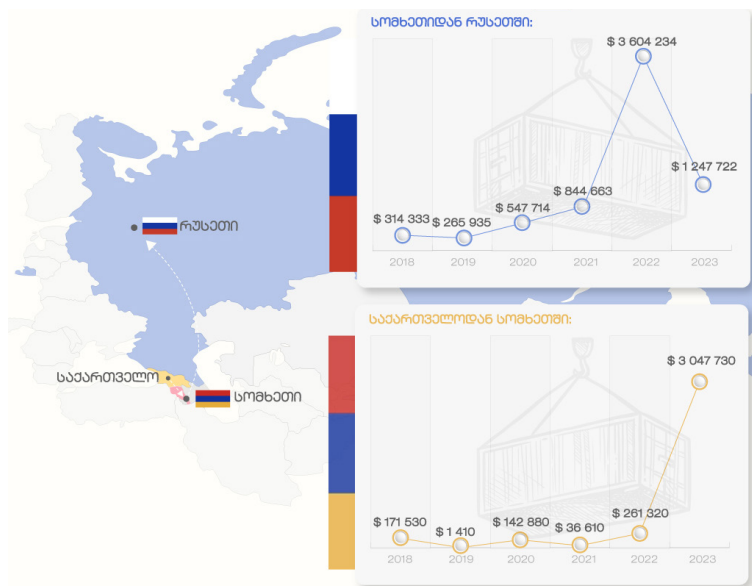 სომხეთიდან რუსეთში:
$ 3 604 234
$ 1 247 722
$ 844 663
$ 547 714
$ 314 333
$ 265 935
2018 2019 2020 2021 2022 2023
რუსეთი
საქართველოდან სომხეთში:
$ 3 047 730
საქართველო
სომხეთი
$ 261 320
$ 171 530
$ 142 880
$ 36 610
$ 1 410
2018 2019 2020 2021 2022 2023